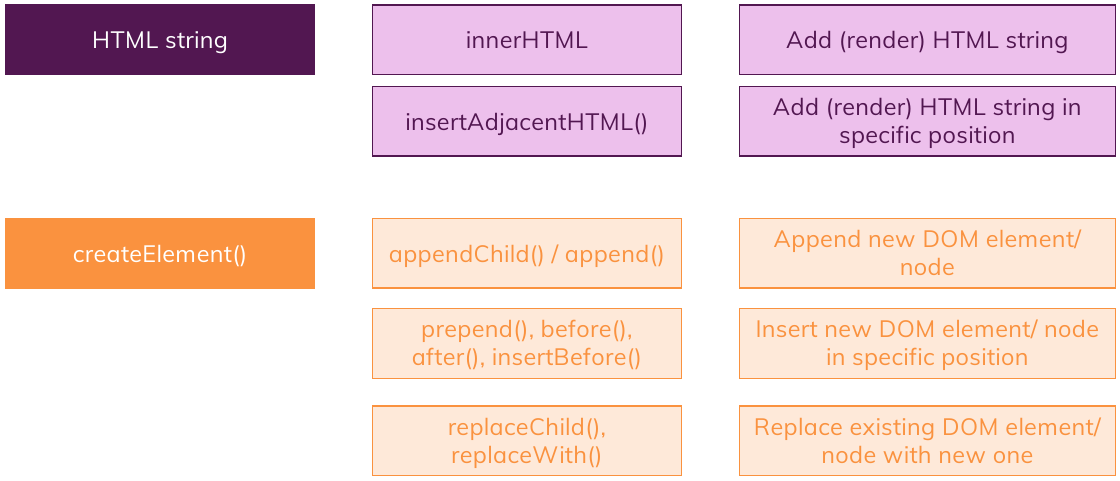 HTML string
innerHTML
Add (render) HTML string
insertAdjacentHTML()
Add (render) HTML string in
specific position
createElement()
appendChild() / append()
Append new DOM element/
node
prepend(), before(),
after(), insertBefore()
Insert new DOM element/ node
in specific position
replaceChild(),
replaceWith()
Replace existing DOM element/
node with new one